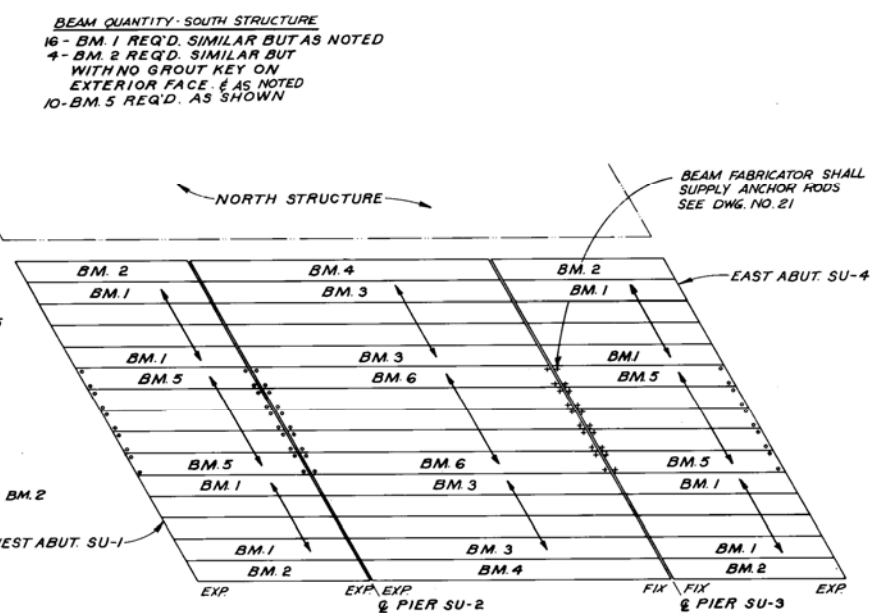 BEAM QUANTITY - SOUTH STRUCTURE
16 - BM. 1 REQ'D. SIMILAR BUT AS NOTED
4 - BM. 2 REQ'D. SIMILAR BUT
WITH NO GROUT KEY ON
EXTERIOR FACE. & AS NOTED
10 - BM. 5 REQ'D. AS SHOWN
NORTH STRUCTURE
BEAM FABRICATOR SHALL
SUPPLY ANCHOR RODS
SEE DWG. NO. 21
BM. 2 BM. 4 BM. 2
EAST ABUT. SU-4
BM. 1 BM. 3 BM. 1
BM. 1 BM. 3 BM. 1
BM. 5 BM. 6 BM. 5
BM. 5 BM. 6 BM. 5
BM. 1 BM. 3 BM. 1
BM. 2
EST ABUT. SU-1
BM. 1 BM. 3 BM. 1
BM. 2 BM. 4 BM. 2
EXP. EXP. EXP. FIX FIX EXP.
℄ PIER SU-2 ℄ PIER SU-3